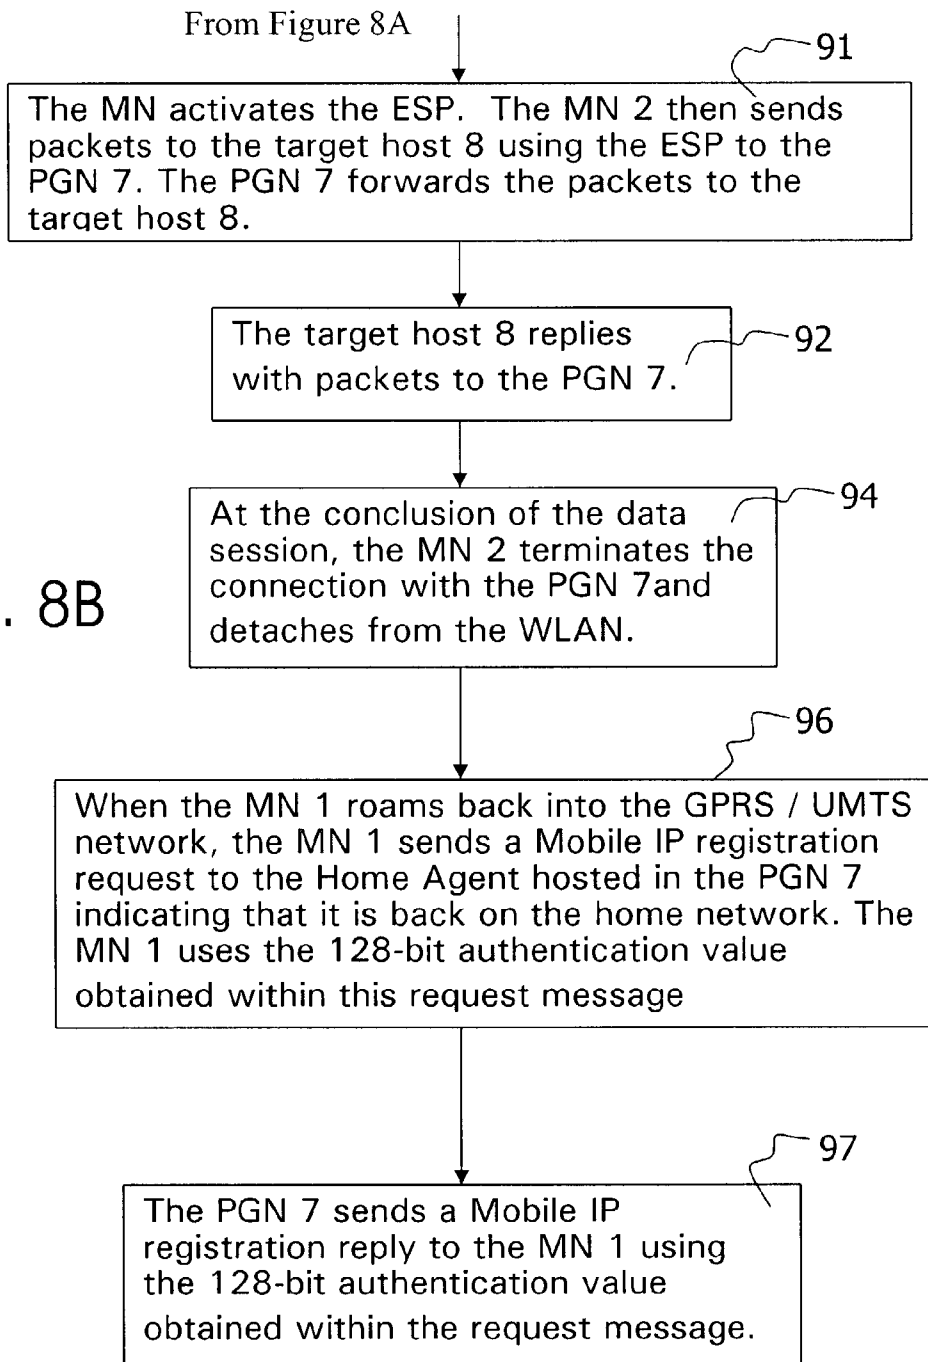 From Figure 8A
91
The MN activates the ESP. The MN 2 then sends
packets to the target host 8 using the ESP to the
PGN 7. The PGN 7 forwards the packets to the
target host 8.
The target host 8 replies
with packets to the PGN 7.
92
At the conclusion of the data
session, the MN 2 terminates the
connection with the PGN 7and
detaches from the WLAN.
94
. 8B
96
When the MN 1 roams back into the GPRS / UMTS
network, the MN 1 sends a Mobile IP registration
request to the Home Agent hosted in the PGN 7
indicating that it is back on the home network. The
MN 1 uses the 128-bit authentication value
obtained within this request message
97
The PGN 7 sends a Mobile IP
registration reply to the MN 1 using
the 128-bit authentication value
obtained within the request message.